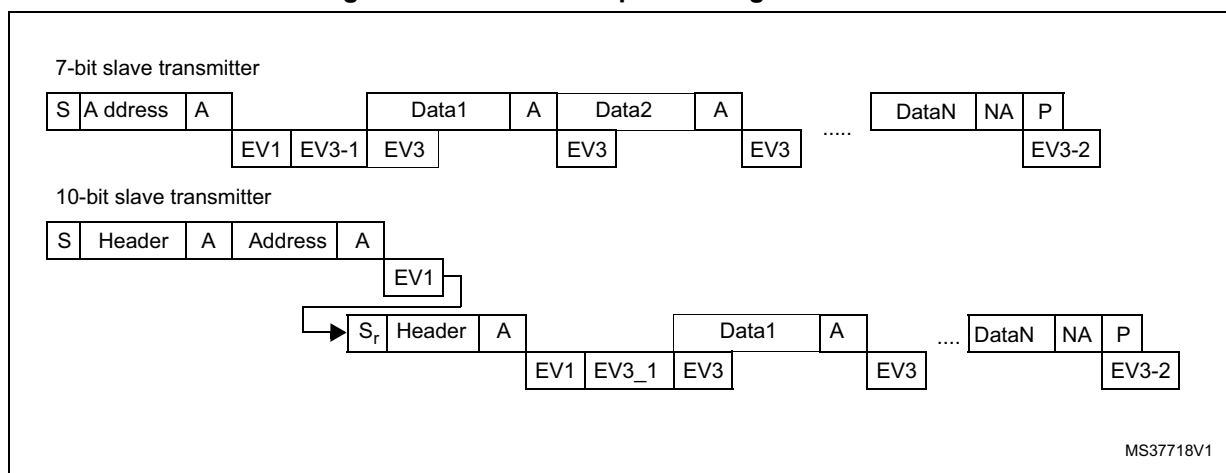 7-bit slave transmitter
S A ddress A Data1 A Data2 A ..... DataN NA P
EV1 EV3-1 EV3 EV3 EV3 EV3-2
10-bit slave transmitter
S Header A Address A
EV1
Sr Header A Data1 A .... DataN NA P
EV1 EV3_1 EV3 EV3 EV3-2
MS37718V1